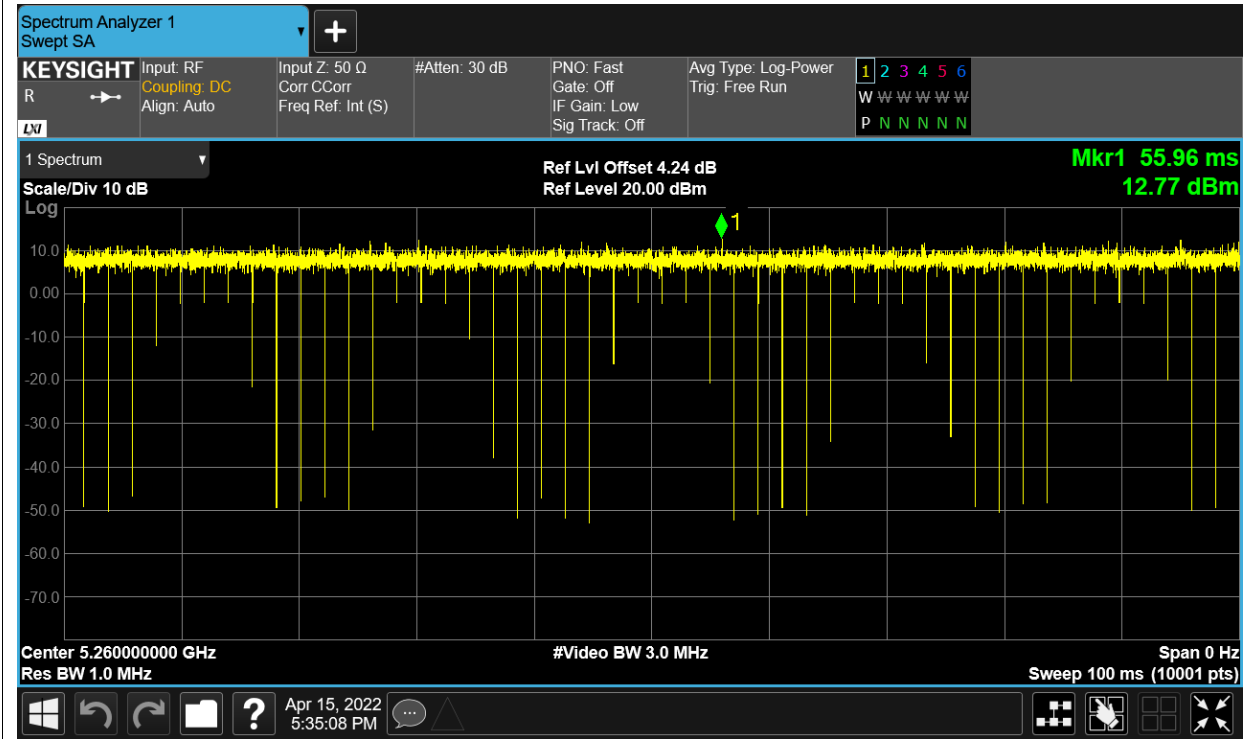 Spectrum Analyzer 1
Swept SA
+
KEYSIGHT
R
LXI
Input: RF
Coupling: DC
Align: Auto
Input Z: 50 Ω
Corr CCorr
Freq Ref: Int (S)
#Atten: 30 dB
PNO: Fast
Gate: Off
IF Gain: Low
Sig Track: Off
Avg Type: Log-Power
Trig: Free Run
1 2 3 4 5 6
W W W W W W
P N N N N N
1 Spectrum
Scale/Div 10 dB
Log
Ref Lvl Offset 4.24 dB
Ref Level 20.00 dBm
Mkr1 55.96 ms
12.77 dBm
1
10.0
0.00
-10.0
-20.0
-30.0
-40.0
-50.0
-60.0
-70.0
Center 5.260000000 GHz
Res BW 1.0 MHz
#Video BW 3.0 MHz
Span 0 Hz
Sweep 100 ms (10001 pts)
?
Apr 15, 2022
5:35:08 PM